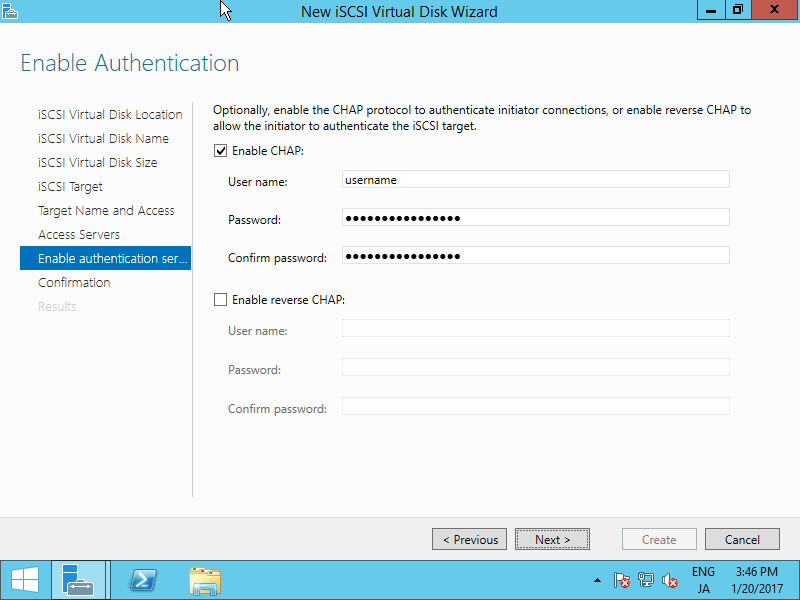 New iSCSI Virtual Disk Wizard
Enable Authentication
iSCSI Virtual Disk Location
iSCSI Virtual Disk Name
iSCSI Virtual Disk Size
iSCSI Target
Target Name and Access
Access Servers
Enable authentication ser...
Confirmation
Results
Optionally, enable the CHAP protocol to authenticate initiator connections, or enable reverse CHAP to
allow the initiator to authenticate the iSCSI target.
Enable CHAP:
User name:
username
Password:
●●●●●●●●●●●●●●●●
Confirm password:
●●●●●●●●●●●●●●●●
Enable reverse CHAP:
User name:
Password:
Confirm password:
< Previous
Next >
Create
Cancel
ENG
JA
3:46 PM
1/20/2017